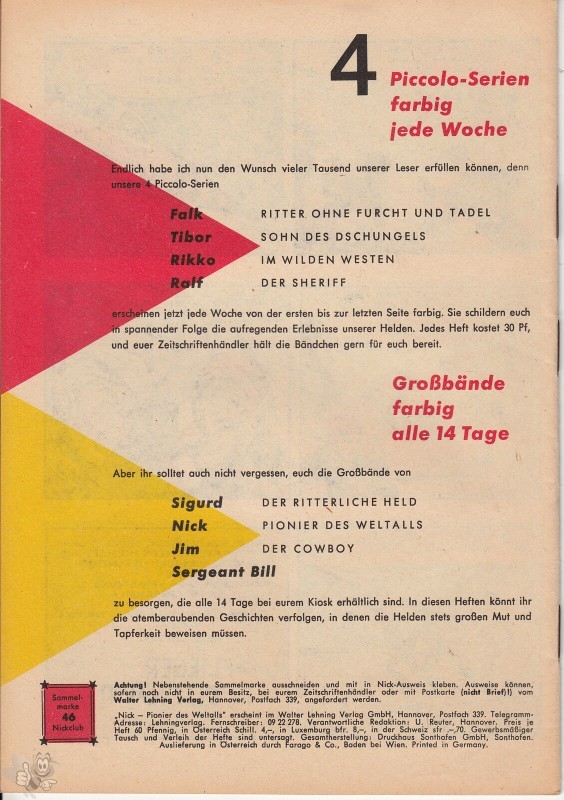 4 Piccolo-Serien
farbig
jede Woche
Endlich habe ich nun den Wunsch vieler Tausend unserer Leser erfüllen können, denn
unsere 4 Piccolo-Serien
Falk RITTER OHNE FURCHT UND TADEL
Tibor SOHN DES DSCHUNGELS
Rikko IM WILDEN WESTEN
Ralf DER SHERIFF
erscheinen jetzt jede Woche von der ersten bis zur letzten Seite farbig. Sie schildern euch
in spannender Folge die aufregenden Erlebnisse unserer Helden. Jedes Heft kostet 30 Pf,
und euer Zeitschriftenhändler hält die Bändchen gern für euch bereit.
Großbände
farbig
alle 14 Tage
Aber ihr solltet auch nicht vergessen, euch die Großbände von
Sigurd DER RITTERLICHE HELD
Nick PIONIER DES WELTALLS
Jim DER COWBOY
Sergeant Bill
zu besorgen, die alle 14 Tage bei eurem Kiosk erhältlich sind. In diesen Heften könnt ihr
die atemberaubenden Geschichten verfolgen, in denen die Helden stets großen Mut und
Tapferkeit beweisen müssen.
Sammel-
marke
46
Nickclub
Achtung! Nebenstehende Sammelmarke ausschneiden und mit in Nick-Ausweis kleben. Ausweise können,
sofern noch nicht in eurem Besitz, bei eurem Zeitschriftenhändler oder mit Postkarte (nicht Brief)!) vom
Walter Lehning Verlag, Hannover, Postfach 339, angefordert werden.
„Nick — Pionier des Weltalls" erscheint im Walter Lehning Verlag GmbH, Hannover, Postfach 339. Telegramm-
Adresse: Lehningverlag. Fernschreiber: 09 22 278. Verantwortliche Redaktion: U. Reuter, Hannover. Preis je
Heft 60 Pfennig, in Österreich Schill. 4,–, in Luxemburg bfr. 8,–, in der Schweiz sfr –,70. Gewerbsmäßiger
Tausch und Verleih der Hefte sind untersagt. Gesamtherstellung: Druckhaus Sonthofen GmbH, Sonthofen.
Auslieferung in Österreich durch Farago & Co., Baden bei Wien. Printed in Germany.